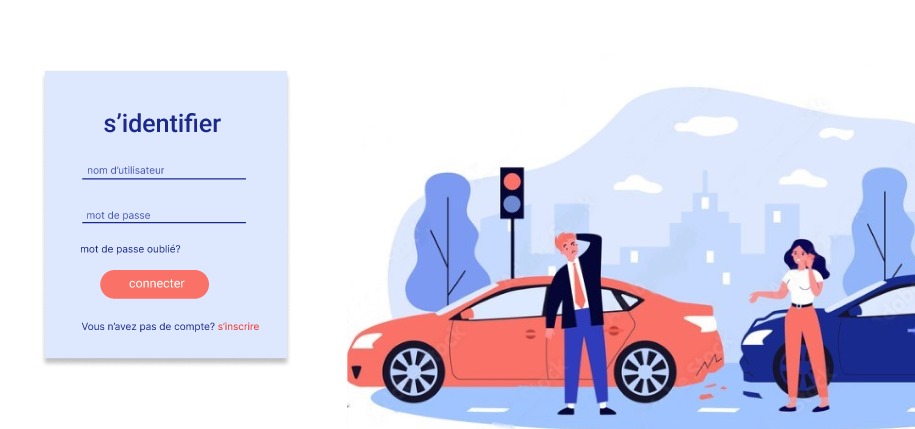 s'identifier
nom d'utilisateur
mot de passe
mot de passe oublié?
connecter
Vous n'avez pas de compte? s'inscrire